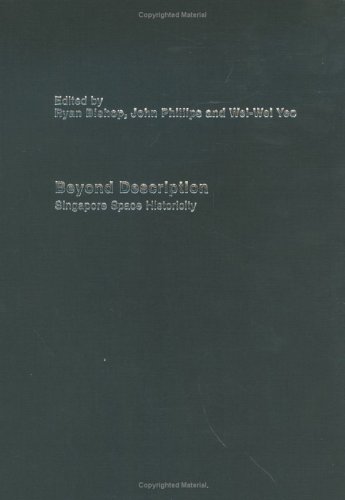 Copyrighted Material
Edited by
Ryan Bishop, John Phillips and Wei-Wei Yeo
Beyond Description
Singapore Space Historicity
Copyrighted Material